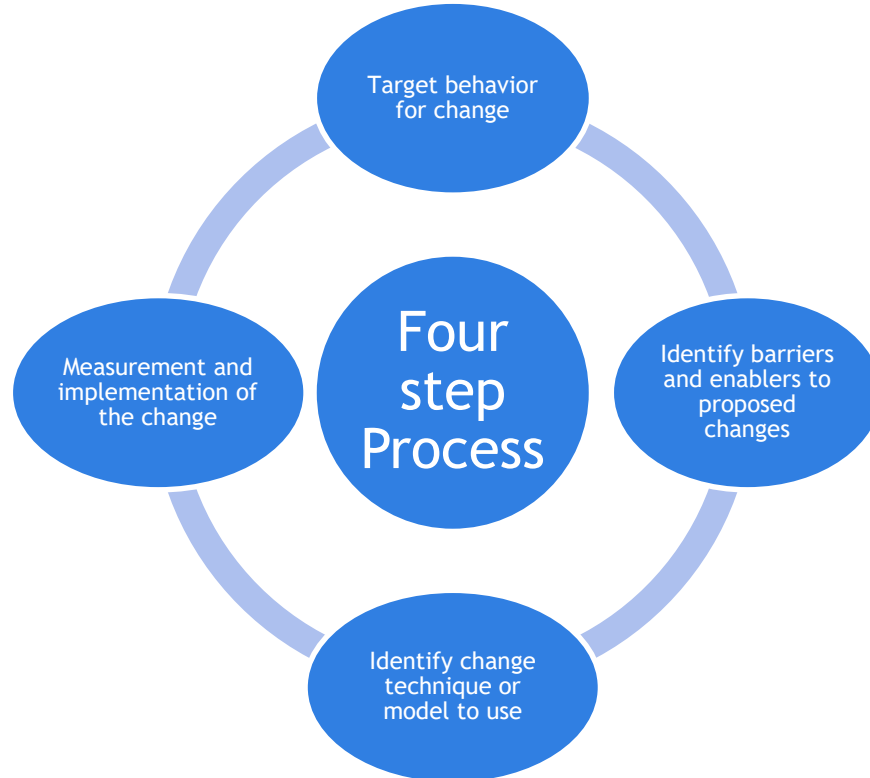 Target behavior
for change
Four
step
Process
Identify barriers
and enablers to
proposed
changes
Identify change
technique or
model to use
Measurement and
implementation of
the change